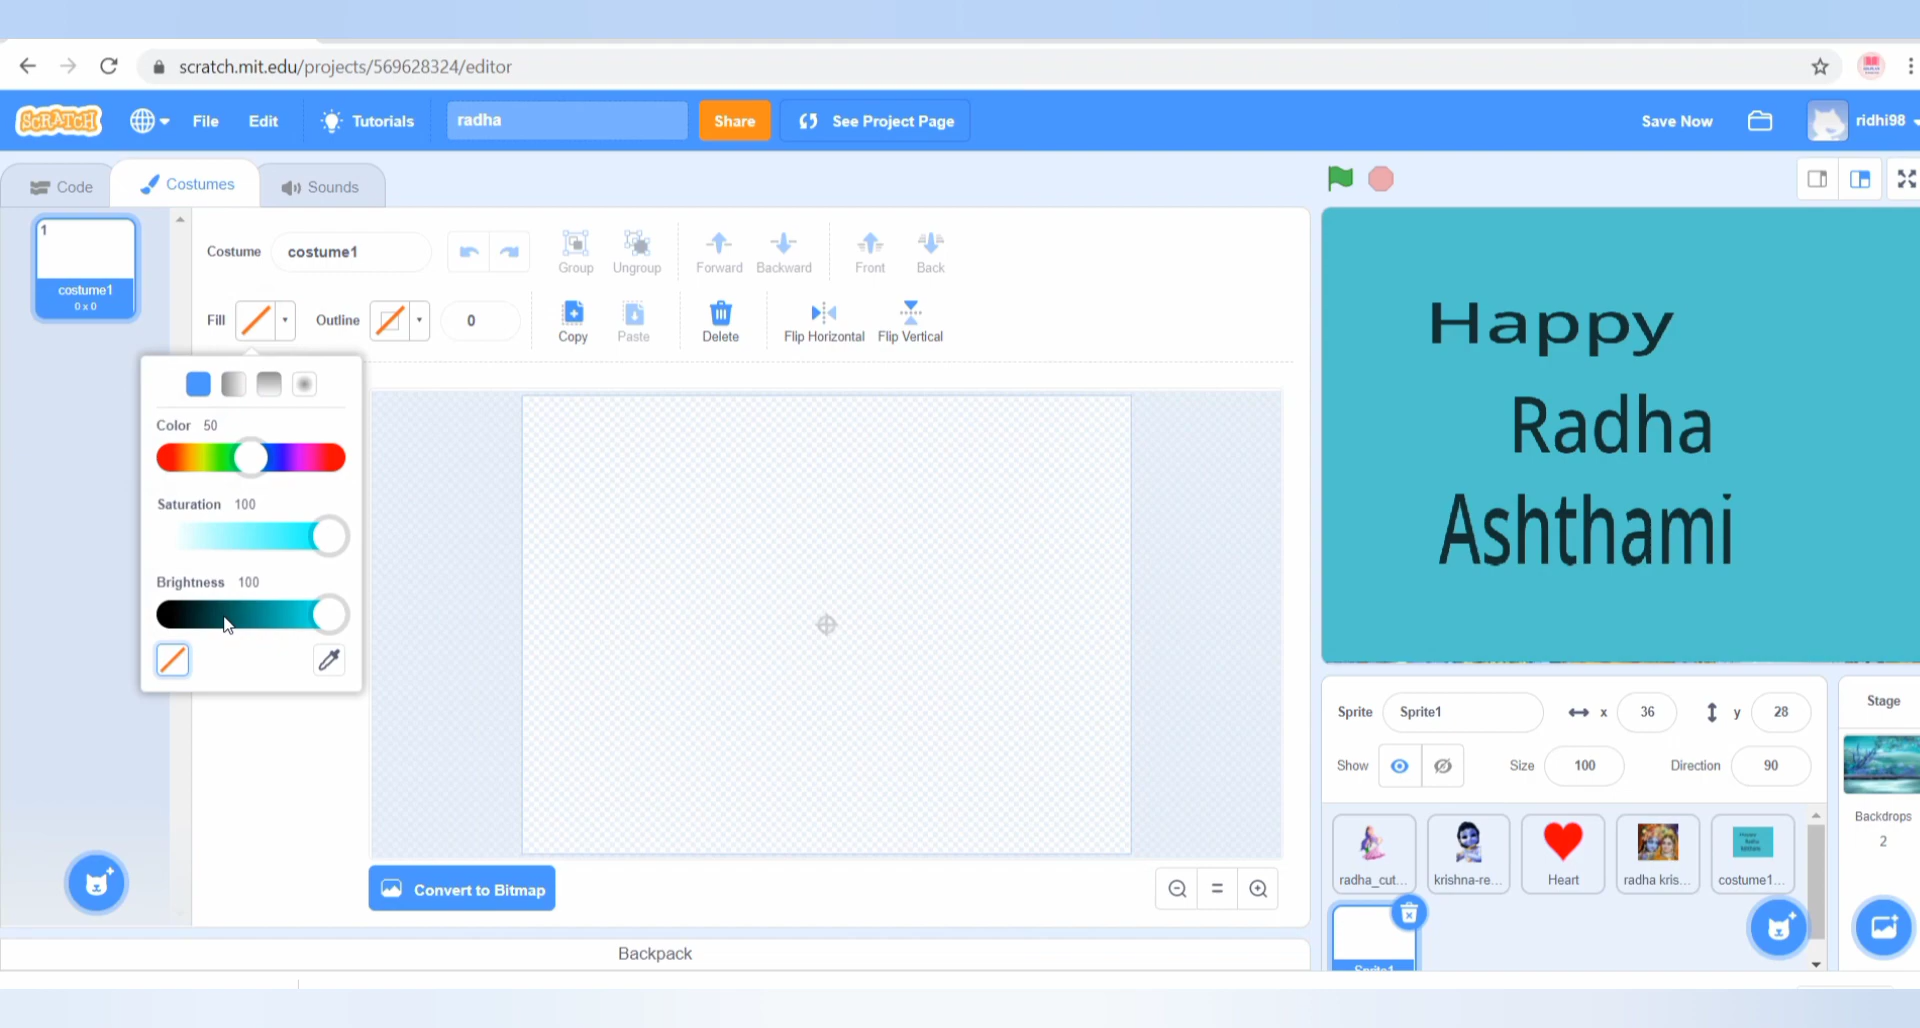 scratch.mit.edu/projects/569628324/editor
SCRATCH
File
Edit
Tutorials
radha
Share
See Project Page
Save Now
ridhi98
Code
Costumes
Sounds
1
costume1
0 x 0
Costume
costume1
Group
Ungroup
Forward
Backward
Front
Back
Fill
Outline
0
Copy
Paste
Delete
Flip Horizontal
Flip Vertical
Color 50
Saturation 100
Brightness 100
Convert to Bitmap
Backpack
Happy
Radha
Ashthami
Sprite
Sprite1
x
36
y
28
Show
Size
100
Direction
90
Stage
Backdrops
2
radha_cut...
krishna-re...
Heart
radha kris...
costume1...
Sprite1